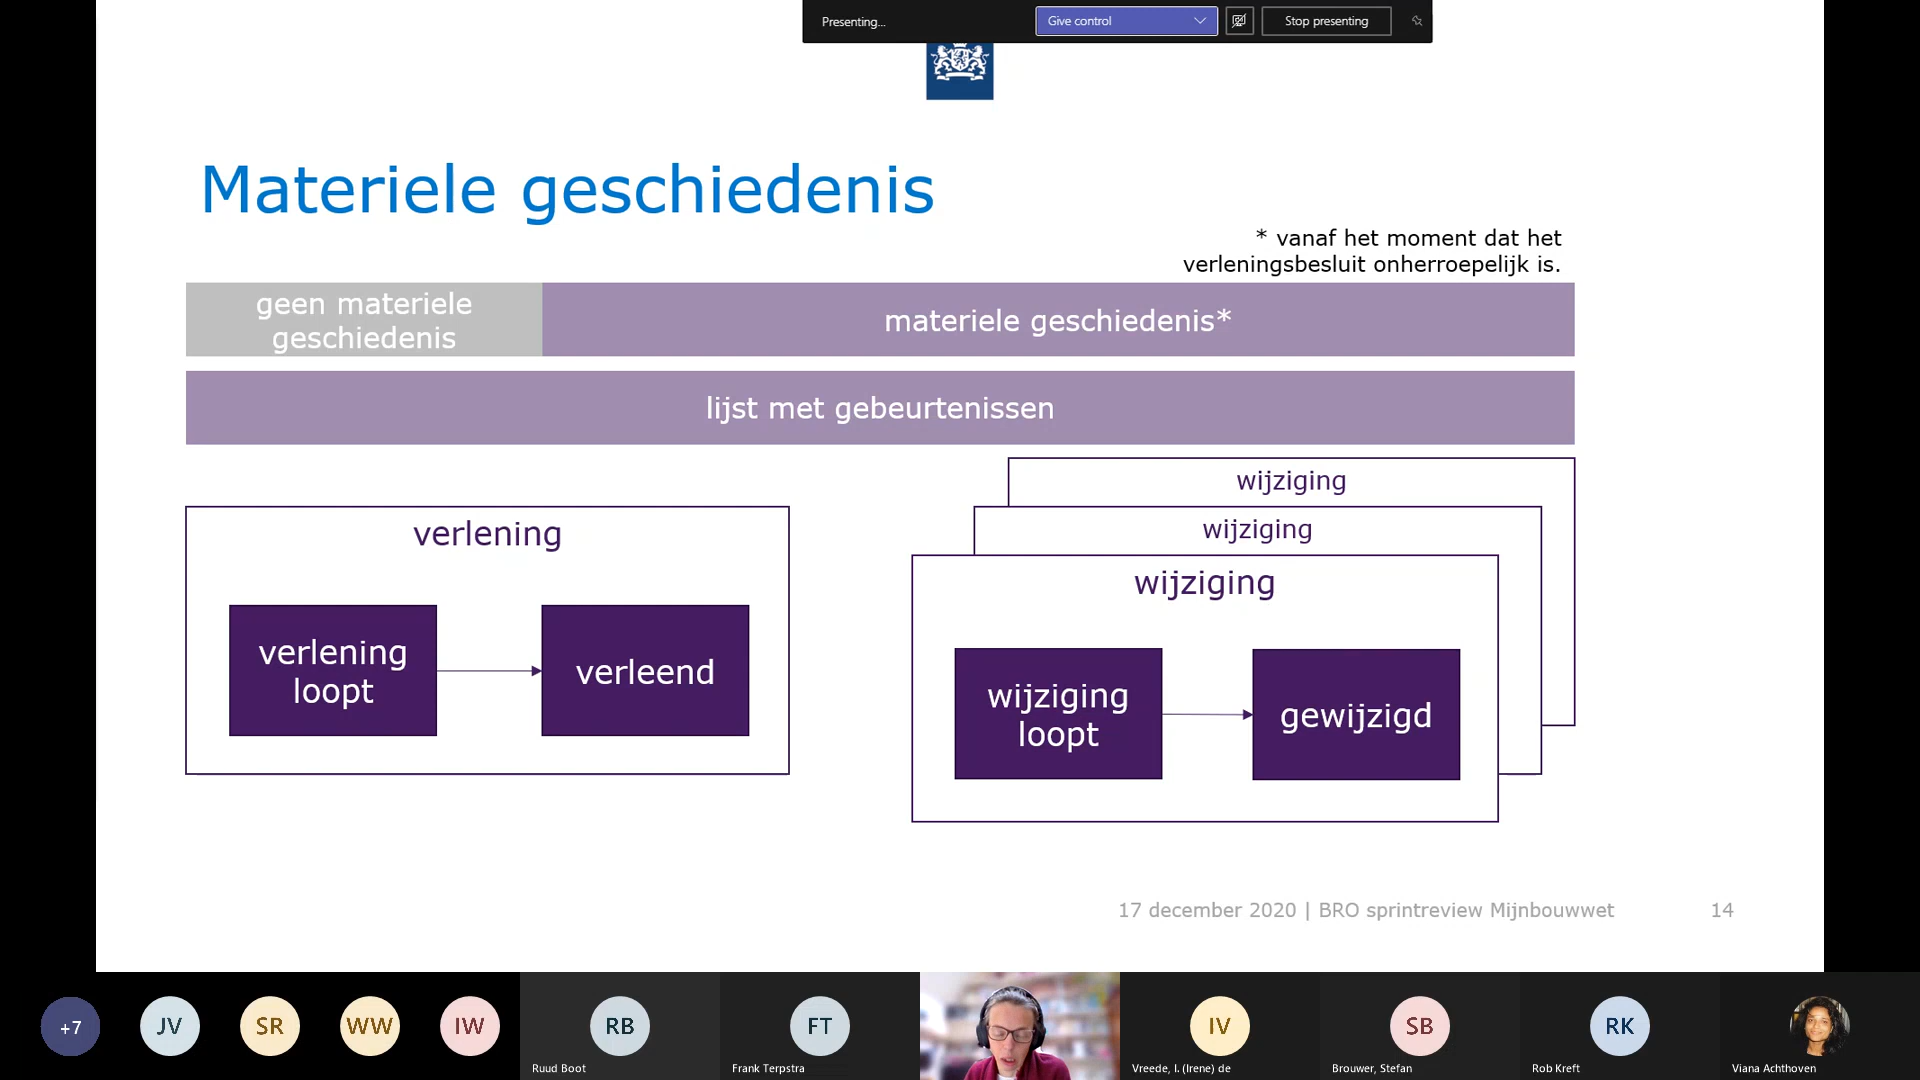 Presenting...
Give control
Stop presenting
Materiele geschiedenis
* vanaf het moment dat het
verleningsbesluit onherroepelijk is.
geen materiele
geschiedenis
materiele geschiedenis*
lijst met gebeurtenissen
wijziging
wijziging
wijziging
verlening
verlening
loopt
verleend
wijziging
loopt
gewijzigd
17 december 2020 | BRO sprintreview Mijnbouwwet
14
+7
JV
SR
WW
IW
RB
FT
IV
SB
RK
Ruud Boot
Frank Terpstra
Vreede, I. (Irene) de
Brouwer, Stefan
Rob Kreft
Viana Achthoven